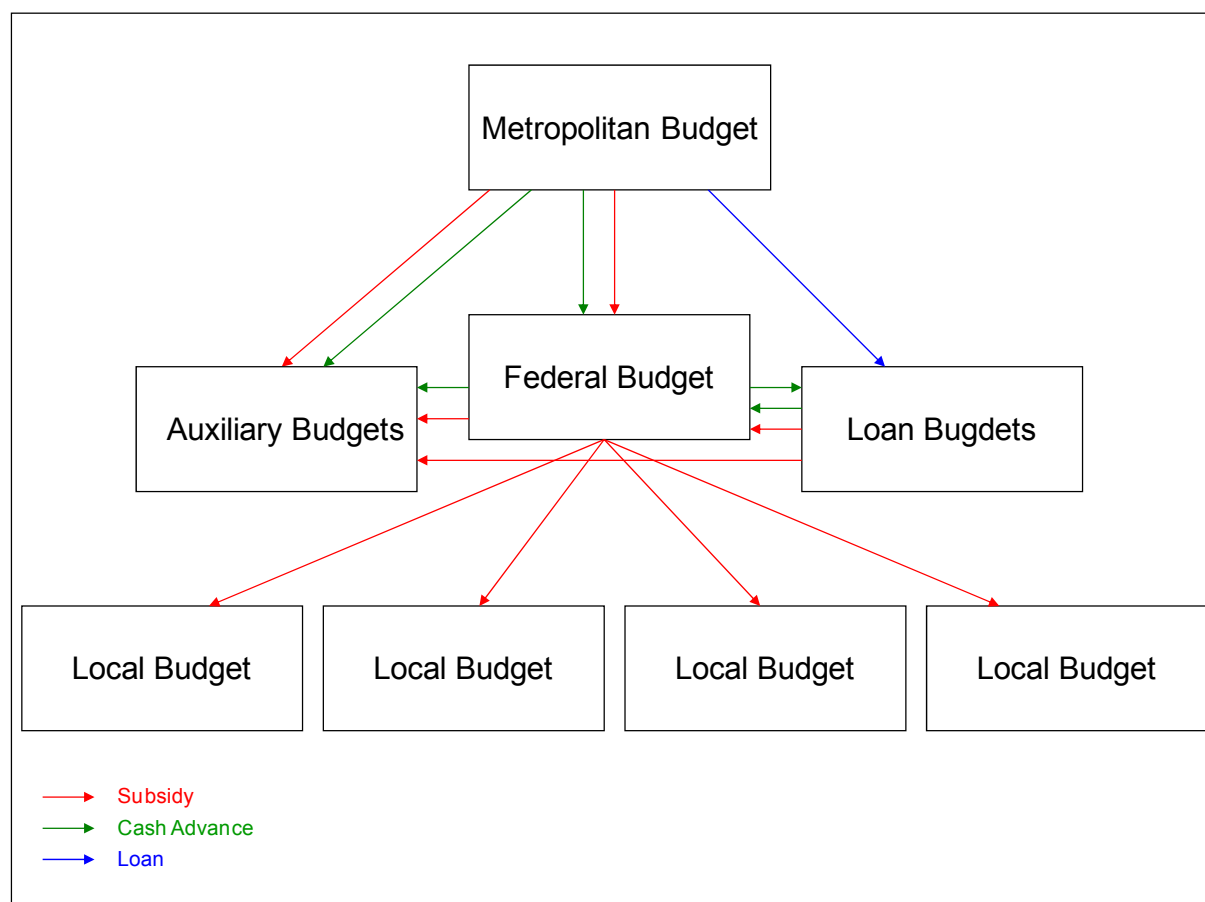 Metropolitan Budget
Federal Budget
Auxiliary Budgets
Loan Bugdets
Local Budget
Local Budget
Local Budget
Local Budget
Subsidy
Cash Advance
Loan